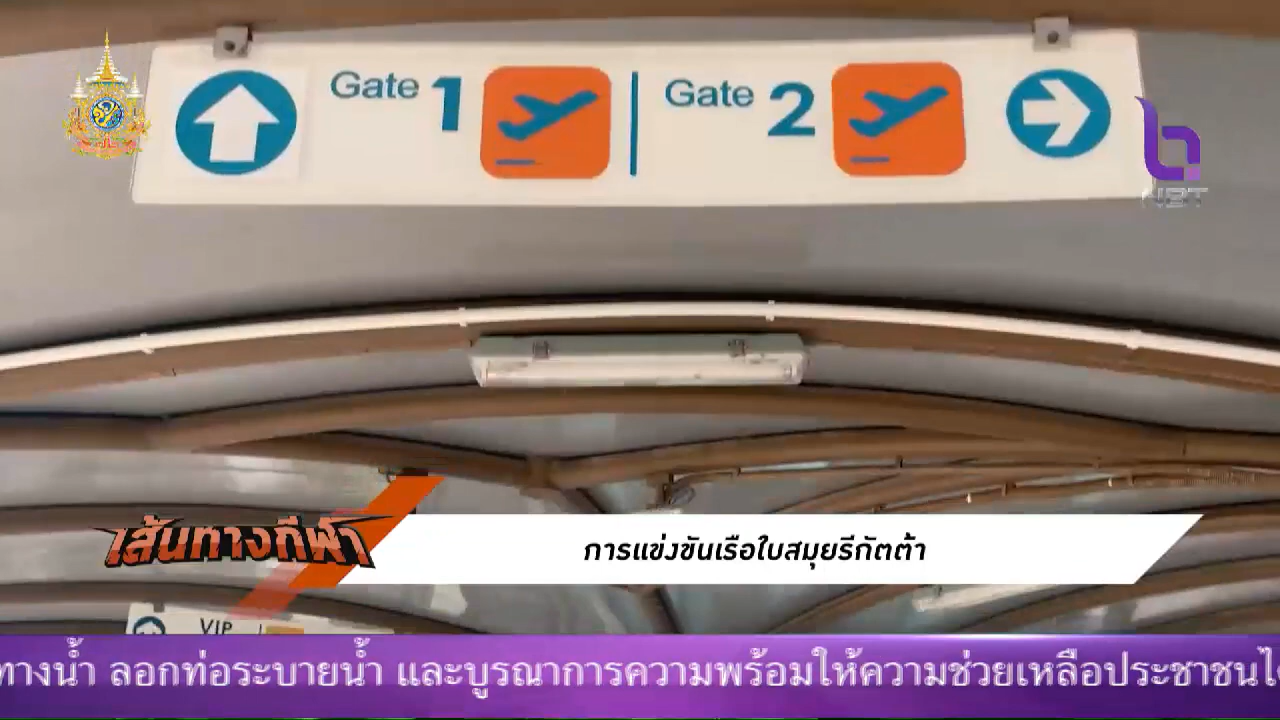 Gate 1 Gate 2
NBT
เส้นทางกีฬา
การแข่งขันเรือใบสมุยรีกัตต้า
VIP
ทางน้ำ ลอกท่อระบายน้ำ และบูรณาการความพร้อมให้ความช่วยเหลือประชาชน